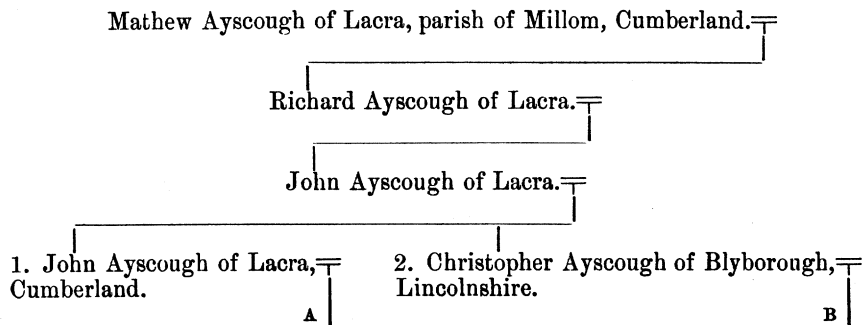 Mathew Ayscough of Lacra, parish of Millom, Cumberland.
Richard Ayscough of Lacra.
John Ayscough of Lacra.
1. John Ayscough of Lacra,
Cumberland.
A
2. Christopher Ayscough of Blyborough,
Lincolnshire.
B